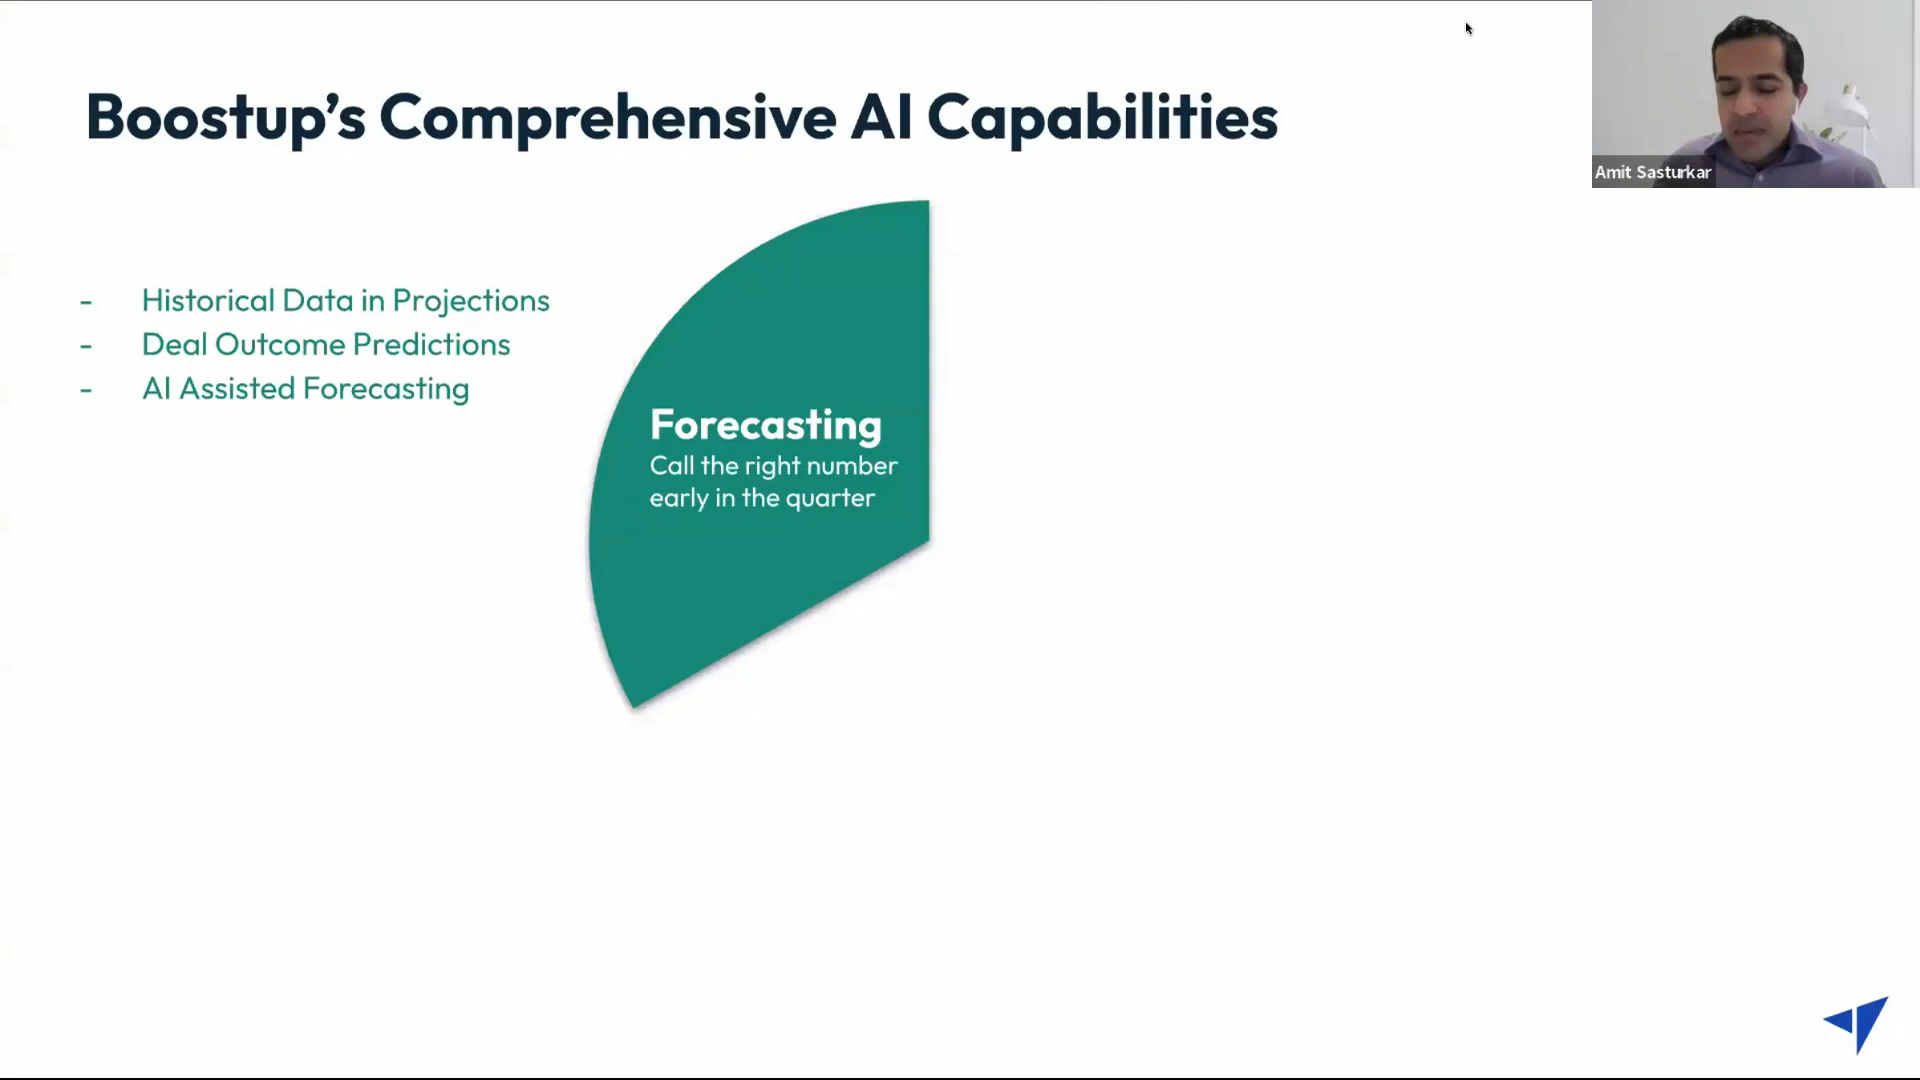 Boostup's Comprehensive AI Capabilities
Amit Sasturkar
- Historical Data in Projections
- Deal Outcome Predictions
- AI Assisted Forecasting
Forecasting
Call the right number
early in the quarter